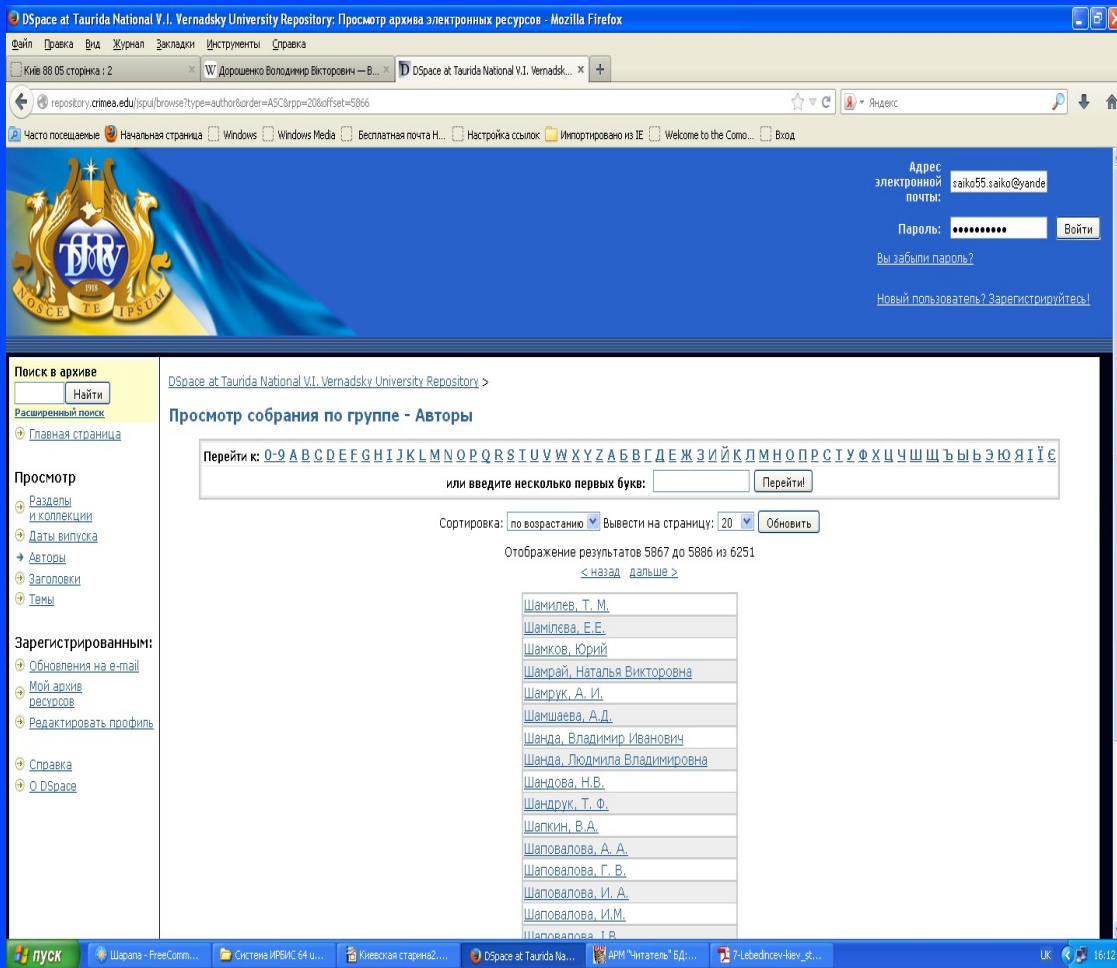 DSpace at Taurida National V.I. Vernadsky University Repository: Просмотр архива электронных ресурсов - Mozilla Firefox
Файл Правка Вид Журнал Закладки Инструменты Справка
Київ 88 05 сторінка : 2
W Дорошенко Володимир Вікторович — В...
D DSpace at Taurida National V.I. Vernadsk...
repository.crimea.edu/jspui/browse?type=author&order=ASC&rpp=20&offset=5866
Яндекс
Часто посещаемые Начальная страница Windows Windows Media Бесплатная почта H... Настройка ссылок Импортировано из IE Welcome to the Como... Вход
1918
NOSCE TE IPSUM
Адрес
электронной
почты:
saiko55.saiko@yande
Пароль: ••••••••••
Войти
Вы забыли пароль?
Новый пользователь? Зарегистрируйтесь!
Поиск в архиве
Найти
Расширенный поиск
Главная страница
Просмотр
Разделы
и коллекции
Даты випуска
Авторы
Заголовки
Темы
Зарегистрированным:
Обновления на e-mail
Мой архив
ресурсов
Редактировать профиль
Справка
О DSpace
DSpace at Taurida National V.I. Vernadsky University Repository >
Просмотр собрания по группе - Авторы
Перейти к: 0-9 A B C D E F G H I J K L M N O P Q R S T U V W X Y Z А Б В Г Д Е Ж З И Й К Л М Н О П Р С Т У Ф Х Ц Ч Ш Щ Ъ Ы Ь Э Ю Я І Ї Є
или введите несколько первых букв:
Перейти!
Сортировка: по возрастанию Вывести на страницу: 20 Обновить
Отображение результатов 5867 до 5886 из 6251
< назад дальше >
Шамилев, Т. М.
Шамілєва, Е.Е.
Шамков, Юрий
Шамрай, Наталья Викторовна
Шамрук, А. И.
Шамшаева, А.Д.
Шанда, Владимир Иванович
Шанда, Людмила Владимировна
Шандова, Н.В.
Шандрук, Т. Ф.
Шапкин, В.А.
Шаповалова, А. А.
Шаповалова, Г. В.
Шаповалова, И. А.
Шаповалова, И.М.
Шаповалова, І.В.
пуск
Шарапа - FreeComm...
Система ИРБИС 64 u...
Киевская старина2....
DSpace at Taurida Na...
АРМ "Читатель" БД:...
7-Lebedincev-kiev_st...
UK
16:12